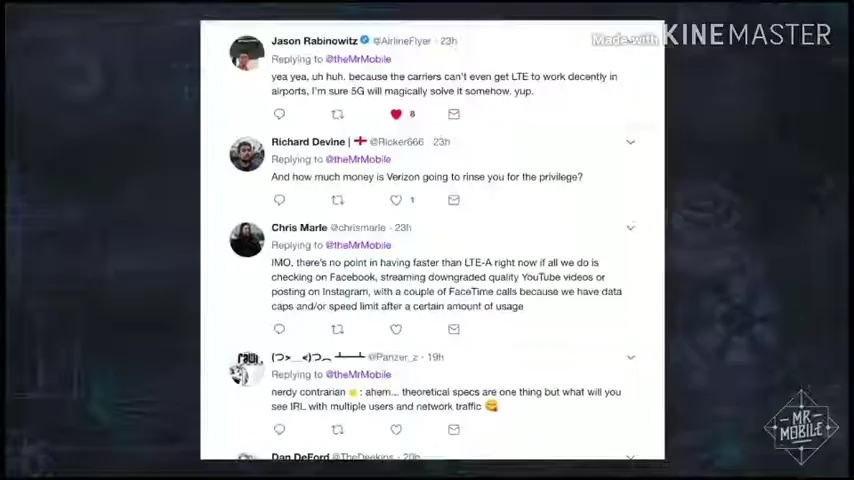 Made with KINEMASTER
Jason Rabinowitz @AirlineFlyer · 23h
Replying to @theMrMobile
yea yea, uh huh. because the carriers can't even get LTE to work decently in
airports, I'm sure 5G will magically solve it somehow. yup.
8
Richard Devine | @Ricker666 · 23h
Replying to @theMrMobile
And how much money is Verizon going to rinse you for the privilege?
1
Chris Marle @chrismarle · 23h
Replying to @theMrMobile
IMO, there's no point in having faster than LTE-A right now if all we do is
checking on Facebook, streaming downgraded quality YouTube videos or
posting on Instagram, with a couple of FaceTime calls because we have data
caps and/or speed limit after a certain amount of usage
@Panzer_z · 19h
Replying to @theMrMobile
nerdy contrarian : ahem... theoretical specs are one thing but what will you
see IRL with multiple users and network traffic
Dan DeFord
MR
MOBILE